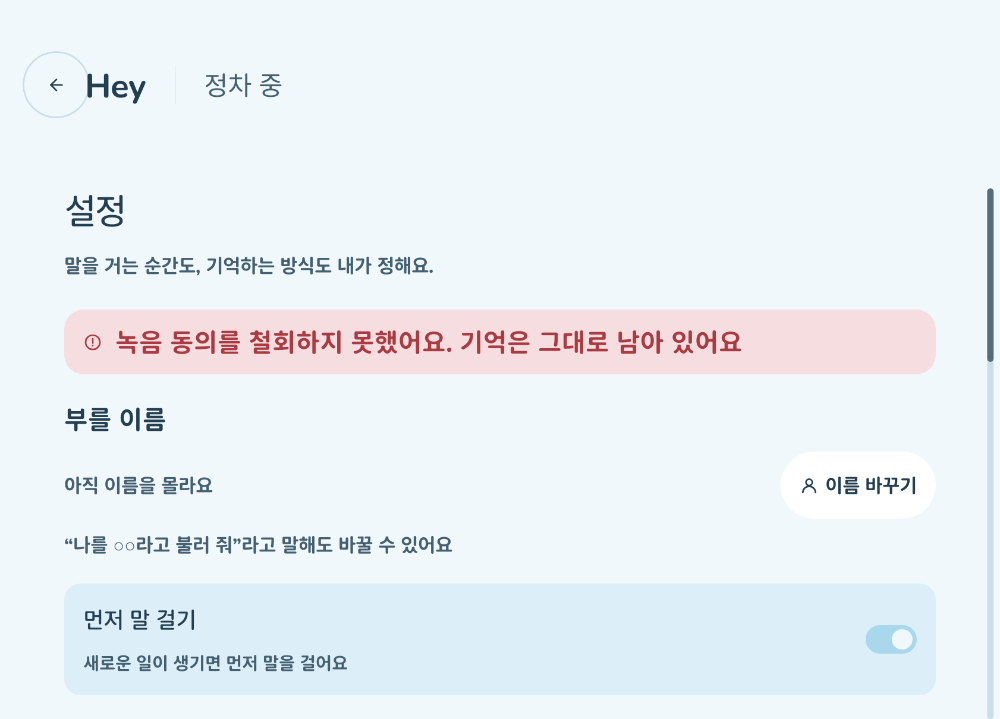 Hey 정차 중
설정
말을 거는 순간도, 기억하는 방식도 내가 정해요.
녹음 동의를 철회하지 못했어요. 기억은 그대로 남아 있어요
부를 이름
아직 이름을 몰라요
이름 바꾸기
“나를 ○○라고 불러 줘”라고 말해도 바꿀 수 있어요
먼저 말 걸기
새로운 일이 생기면 먼저 말을 걸어요